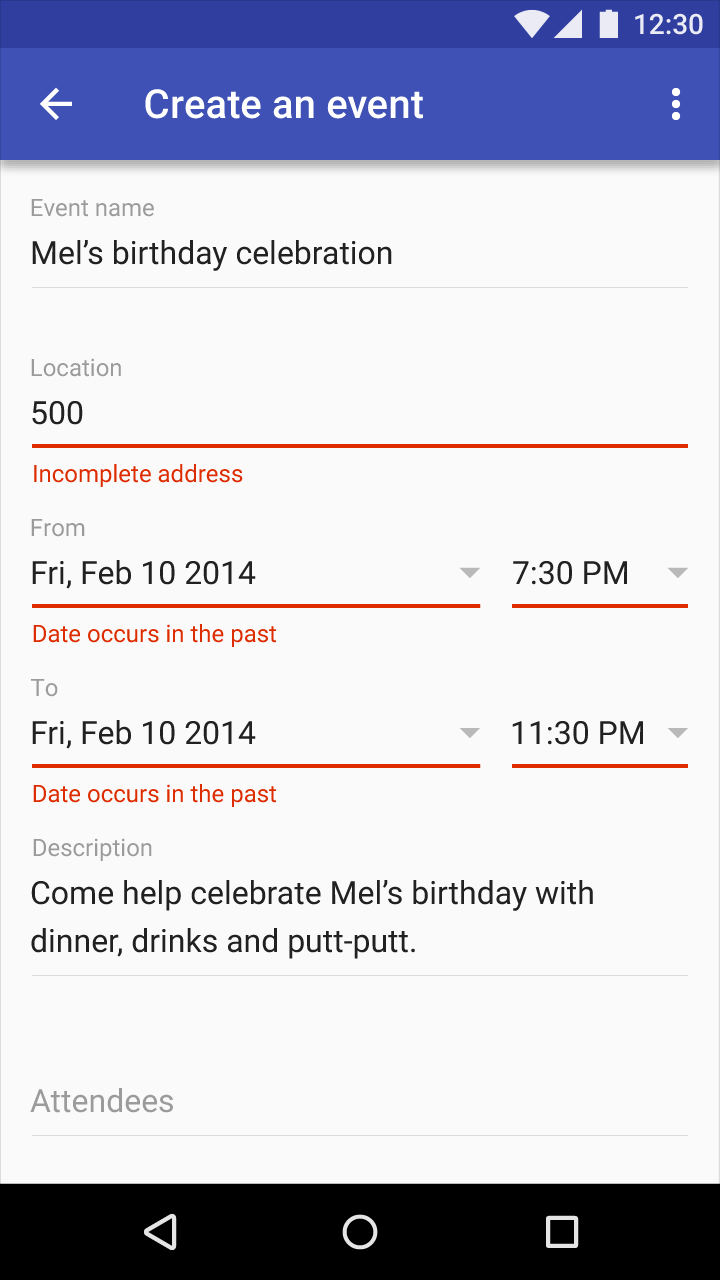 12:30
Create an event
Event name
Mel’s birthday celebration
Location
500
Incomplete address
From
Fri, Feb 10 2014 7:30 PM
Date occurs in the past
To
Fri, Feb 10 2014 11:30 PM
Date occurs in the past
Description
Come help celebrate Mel’s birthday with
dinner, drinks and putt-putt.
Attendees